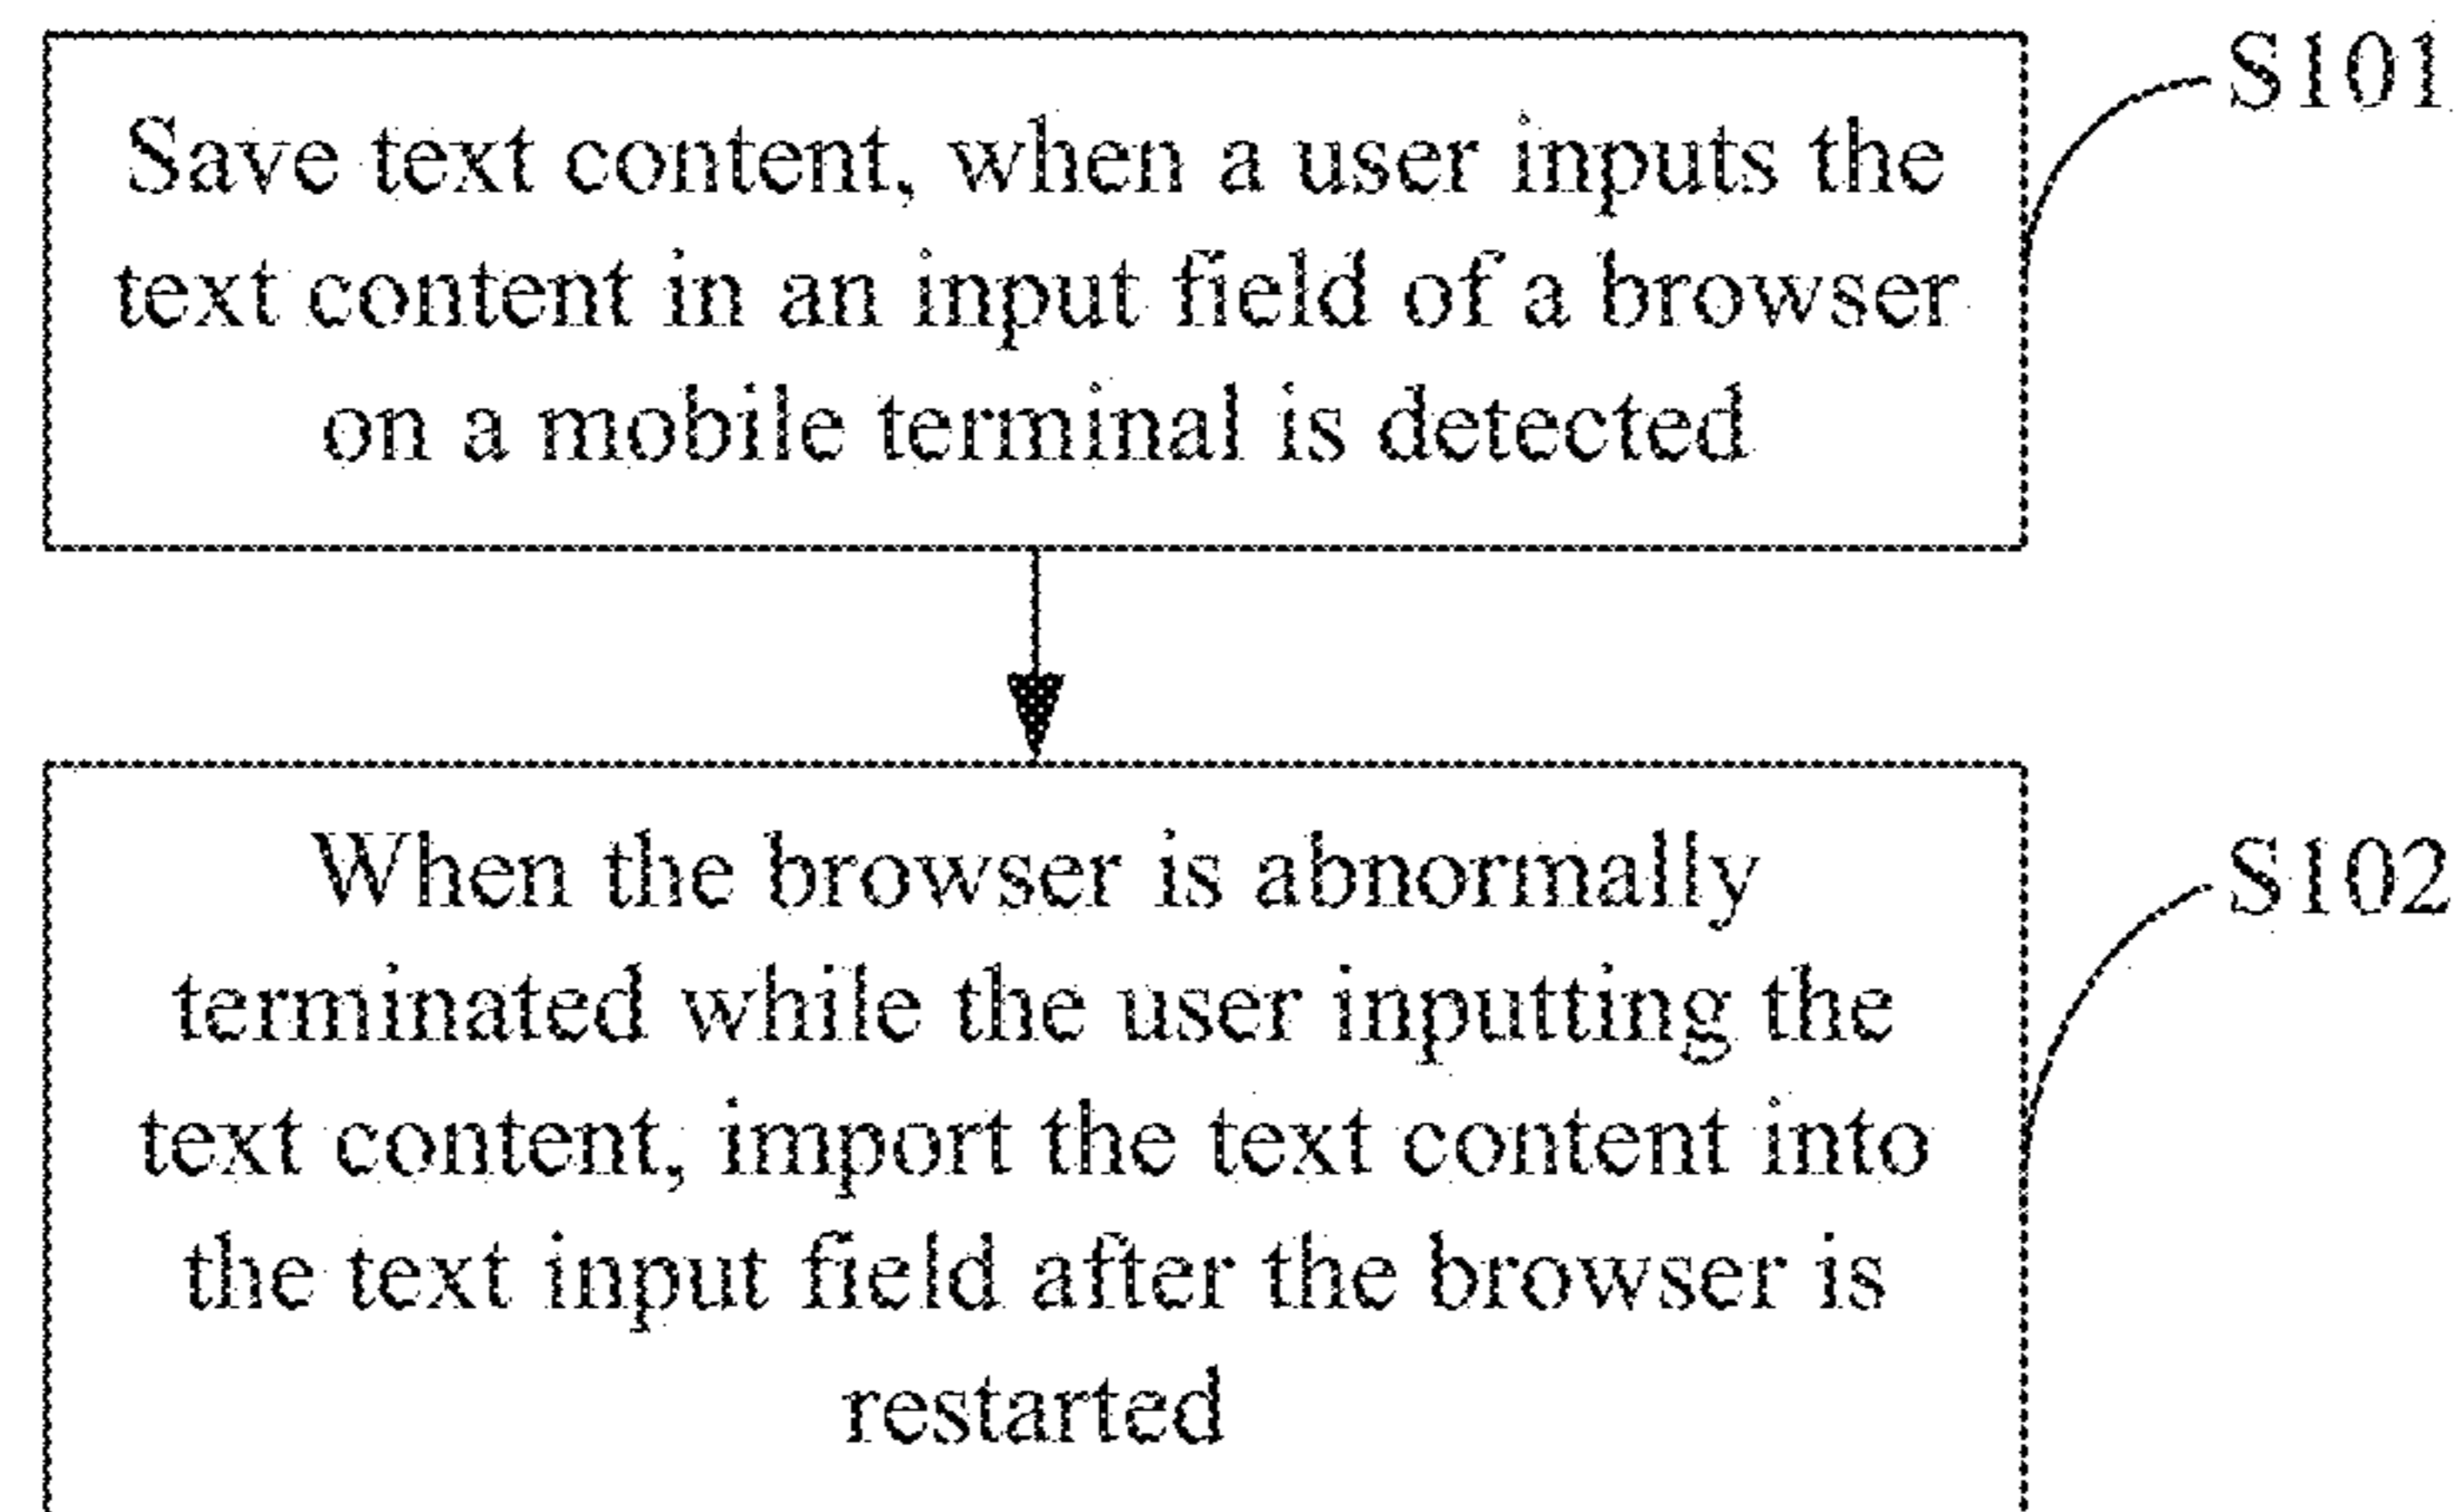 S101
Save text content, when a user inputs the
text content in an input field of a browser
on a mobile terminal is detected
When the browser is abnormally
S102
terminated while the user inputting the
text content, import the text content into
the text input field after the browser is
restarted